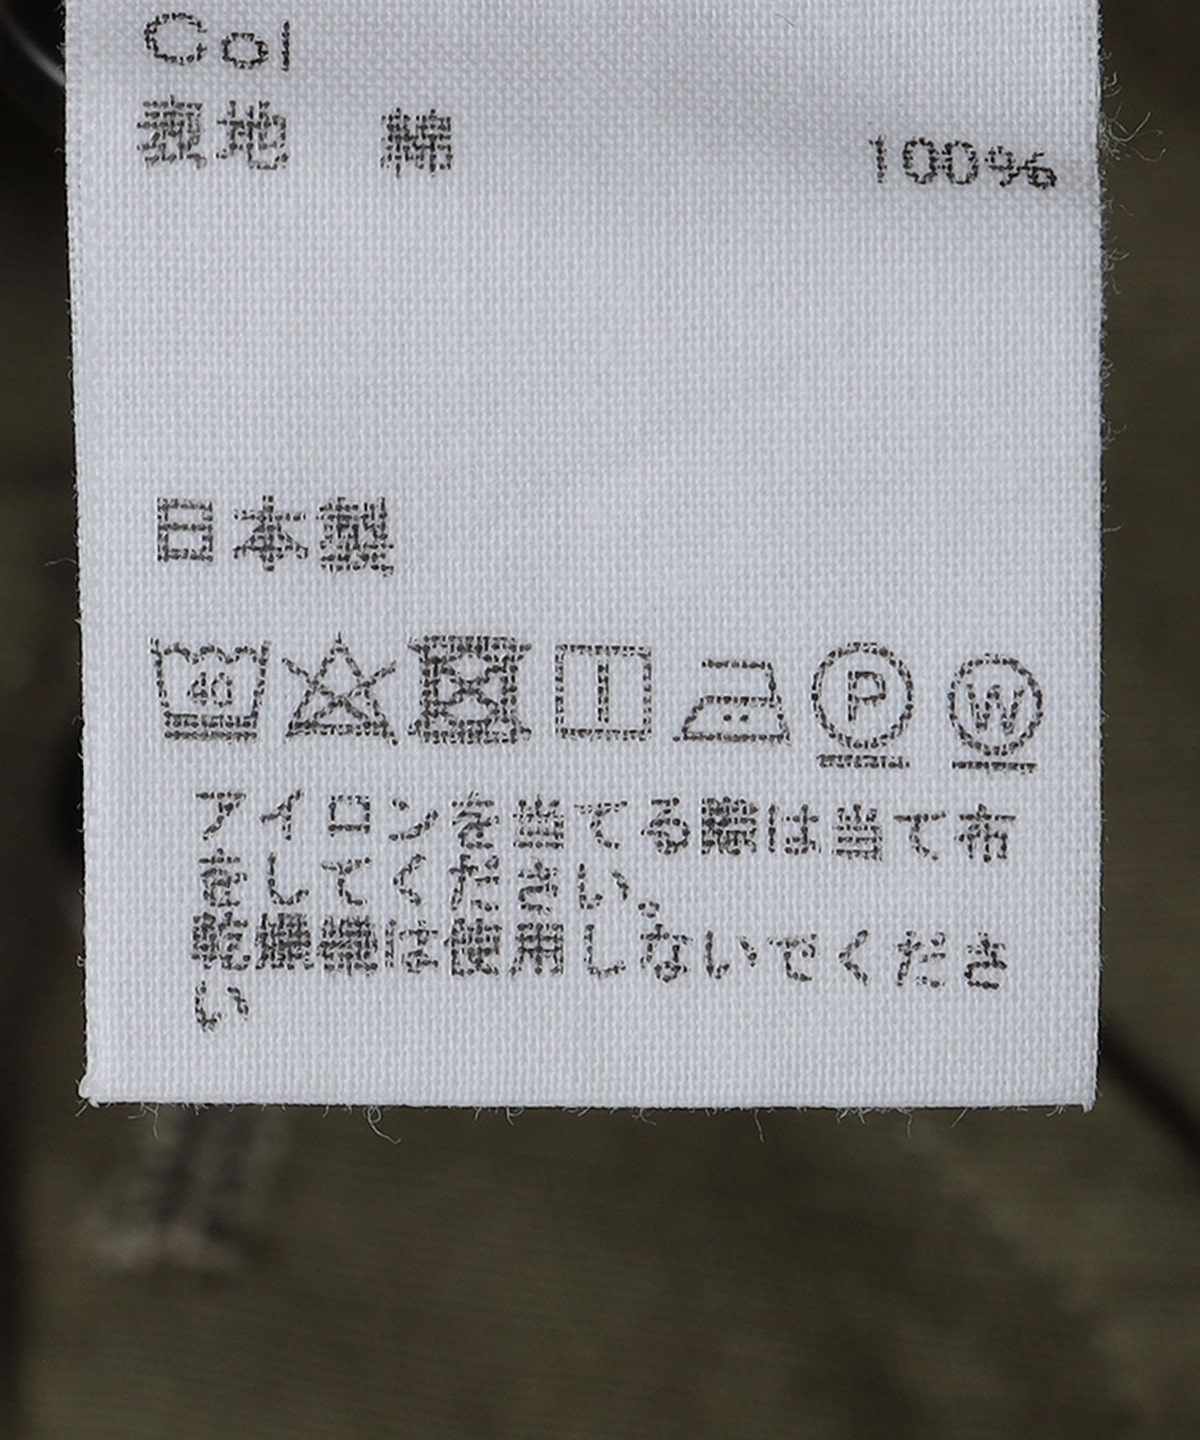 Col
表地 綿 100%
日本製
40 P W
アイロンを当てる際は当て布
をしてください。
乾燥機は使用しないでくださ
い